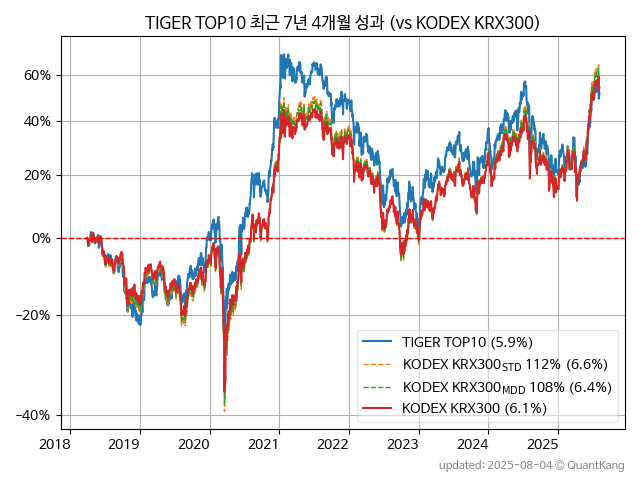 TIGER TOP10 최근 7년 4개월 성과 (vs KODEX KRX300)
60%
40%
20%
0%
−20%
−40%
TIGER TOP10 (5.9%)
KODEX KRX300STD 112% (6.6%)
KODEX KRX300MDD 108% (6.4%)
KODEX KRX300 (6.1%)
2018 2019 2020 2021 2022 2023 2024 2025
updated: 2025-08-04 © QuantKang